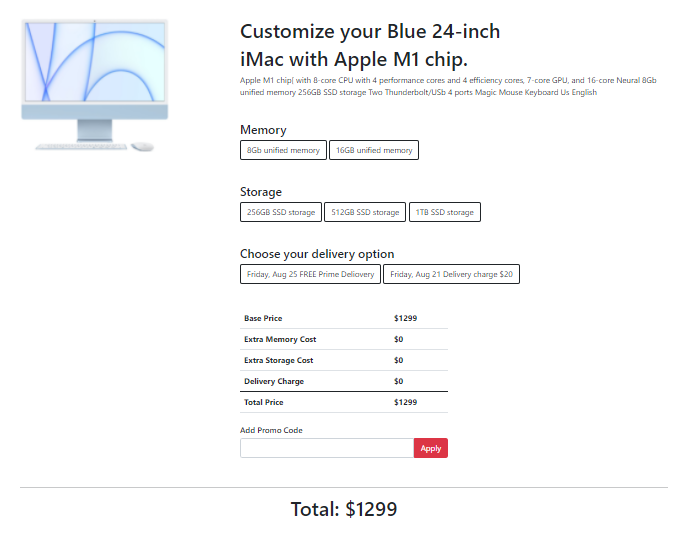 Customize your Blue 24-inch
iMac with Apple M1 chip.
Apple M1 chip( with 8-core CPU with 4 performance cores and 4 efficiency cores, 7-core GPU, and 16-core Neural 8Gb
unified memory 256GB SSD storage Two Thunderbolt/USb 4 ports Magic Mouse Keyboard Us English
Memory
8Gb unified memory 16GB unified memory
Storage
256GB SSD storage 512GB SSD storage 1TB SSD storage
Choose your delivery option
Friday, Aug 25 FREE Prime Deliovery Friday, Aug 21 Delivery charge $20
Base Price $1299
Extra Memory Cost $0
Extra Storage Cost $0
Delivery Charge $0
Total Price $1299
Add Promo Code
Apply
Total: $1299